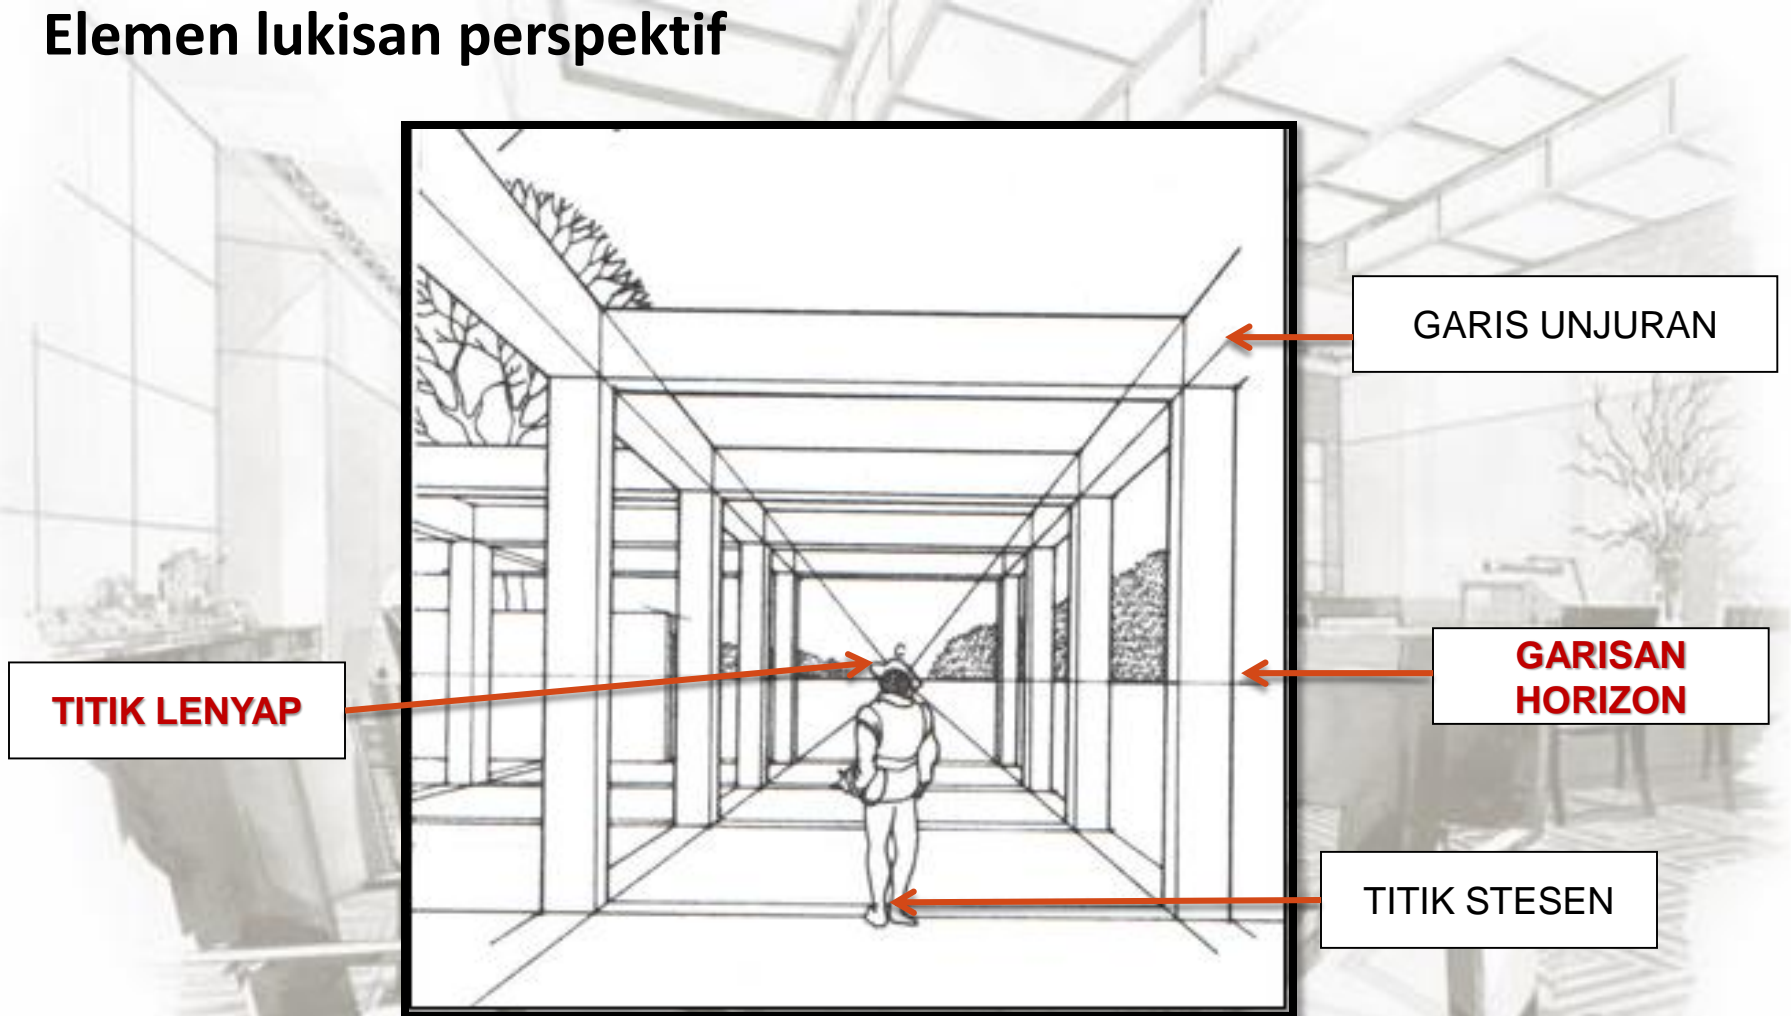 Elemen lukisan perspektif
GARIS UNJURAN
TITIK LENYAP
GARISAN
HORIZON
TITIK STESEN